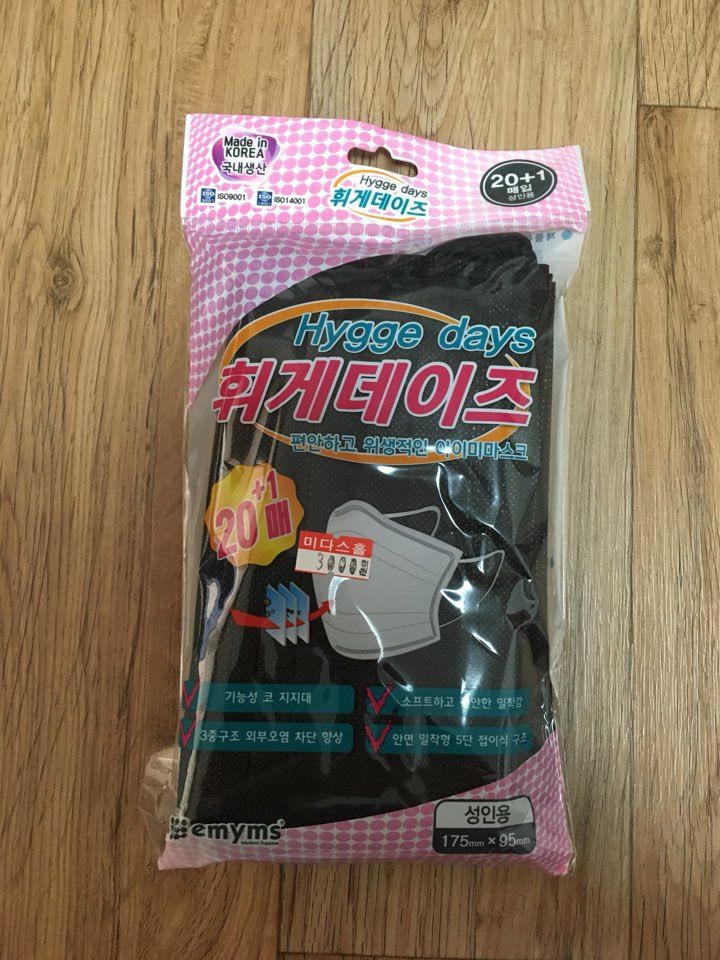 Made in
KOREA
국내생산
ISO9001
ISO14001
Hygge days
휘게데이즈
20+1
매입
성인용
Hygge days
휘게데이즈
편안하고 위생적인 아이미마스크
20+1매
미다스홀
기능성 코 지지대
소프트하고 편안한 밀착감
3중구조 외부오염 차단 향상
안면 밀착형 5단 접이식 구조
emyms
Medical Supplies
성인용
175mm × 95mm